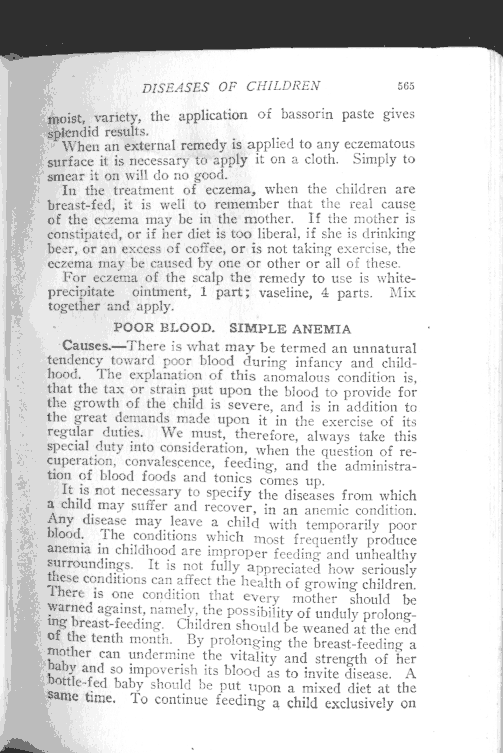 DISEASES OF CHILDREN 565
moist, variety, the application of bassorin paste gives
splendid results.
When an external remedy is applied to any eczematous
surface it is necessary to apply it on a cloth. Simply to
smear it on will do no good.
In the treatment of eczema, when the children are
breast-fed, it is well to remember that the real cause
of the eczema may be in the mother. If the mother is
constipated, or if her diet is too liberal, if she is drinking
beer, or an excess of coffee, or is not taking exercise, the
eczema may be caused by one or other or all of these.
For eczema of the scalp the remedy to use is white-
precipitate ointment, 1 part; vaseline, 4 parts. Mix
together and apply.
POOR BLOOD. SIMPLE ANEMIA
Causes.—There is what may be termed an unnatural
tendency toward poor blood during infancy and child-
hood. The explanation of this anomalous condition is,
that the tax or strain put upon the blood to provide for
the growth of the child is severe, and is in addition to
the great demands made upon it in the exercise of its
regular duties. We must, therefore, always take this
special duty into consideration, when the question of re-
cuperation, convalescence, feeding, and the administra-
tion of blood foods and tonics comes up.
It is not necessary to specify the diseases from which
a child may suffer and recover, in an anemic condition.
Any disease may leave a child with temporarily poor
blood. The conditions which most frequently produce
anemia in childhood are improper feeding and unhealthy
surroundings. It is not fully appreciated how seriously
these conditions can affect the health of growing children.
There is one condition that every mother should be
warned against, namely, the possibility of unduly prolong-
ing breast-feeding. Children should be weaned at the end
of the tenth month. By prolonging the breast-feeding a
mother can undermine the vitality and strength of her
baby and so impoverish its blood as to invite disease. A
bottle-fed baby should be put upon a mixed diet at the
same time. To continue feeding a child exclusively on